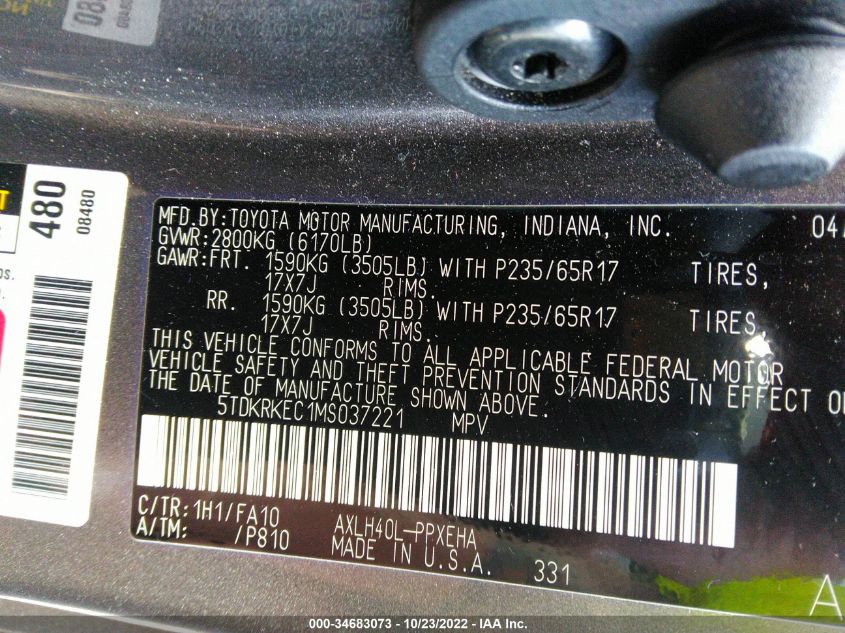 480
08480
MFD.BY:TOYOTA MOTOR MANUFACTURING, INDIANA, INC. 04/
GVWR:2800KG (6170LB)
GAWR:FRT. 1590KG (3505LB) WITH P235/65R17 TIRES,
17X7J RIMS.
RR. 1590KG (3505LB) WITH P235/65R17 TIRES,
17X7J RIMS.
THIS VEHICLE CONFORMS TO ALL APPLICABLE FEDERAL MOTOR
VEHICLE SAFETY AND THEFT PREVENTION STANDARDS IN EFFECT
THE DATE OF MANUFACTURE SHOWN ABOVE.
5TDKRKEC1MS037221 MPV
C/TR:1H1/FA10 AXLH40L-PPXEHA
A/TM: /P810 MADE IN U.S.A. 331
A
000-34683073 - 10/23/2022 - IAA Inc.